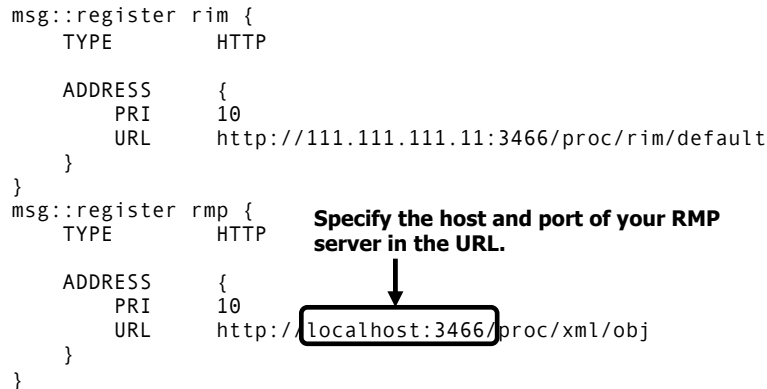 msg::register rim {
    TYPE        HTTP
    ADDRESS     {
        PRI     10
        URL     http://111.111.111.11:3466/proc/rim/default
    }
}
msg::register rmp {
    TYPE        HTTP
Specify the host and port of your RMP
server in the URL.
    ADDRESS     {
        PRI     10
        URL     http://localhost:3466/proc/xml/obj
    }
}